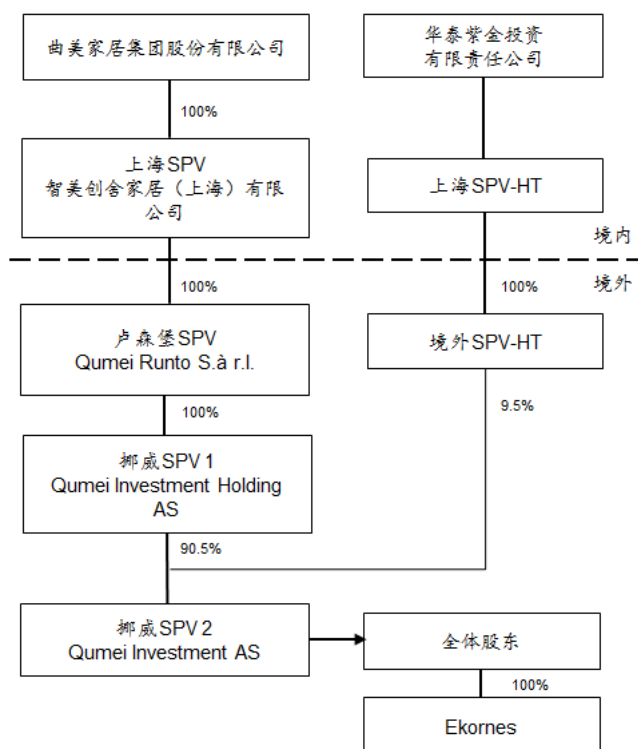 曲美家居集团股份有限公司
华泰紫金投资
有限责任公司
100%
上海SPV
智美创舍家居（上海）有限
公司
上海SPV-HT
境内
境外
100%
100%
卢森堡SPV
Qumei Runto S.à r.l.
境外SPV-HT
100%
9.5%
挪威SPV 1
Qumei Investment Holding
AS
90.5%
挪威SPV 2
Qumei Investment AS
全体股东
100%
Ekornes